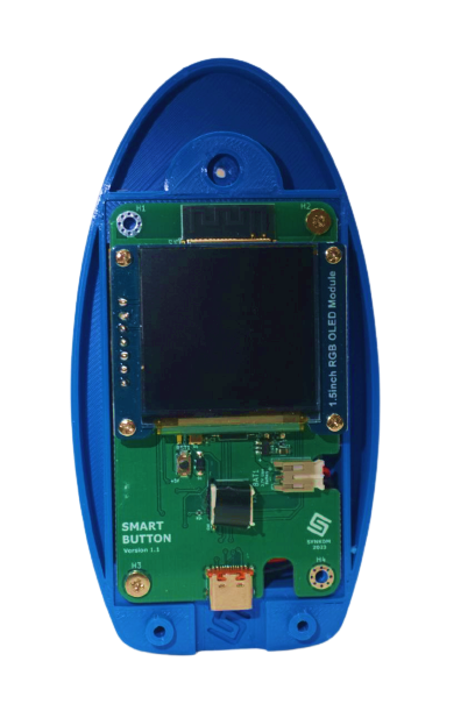 H1
H2
1.5inch RGB OLED Module
BAT1
SMART
BUTTON
Version 1.1
SYNKOM
2022
H3
H4